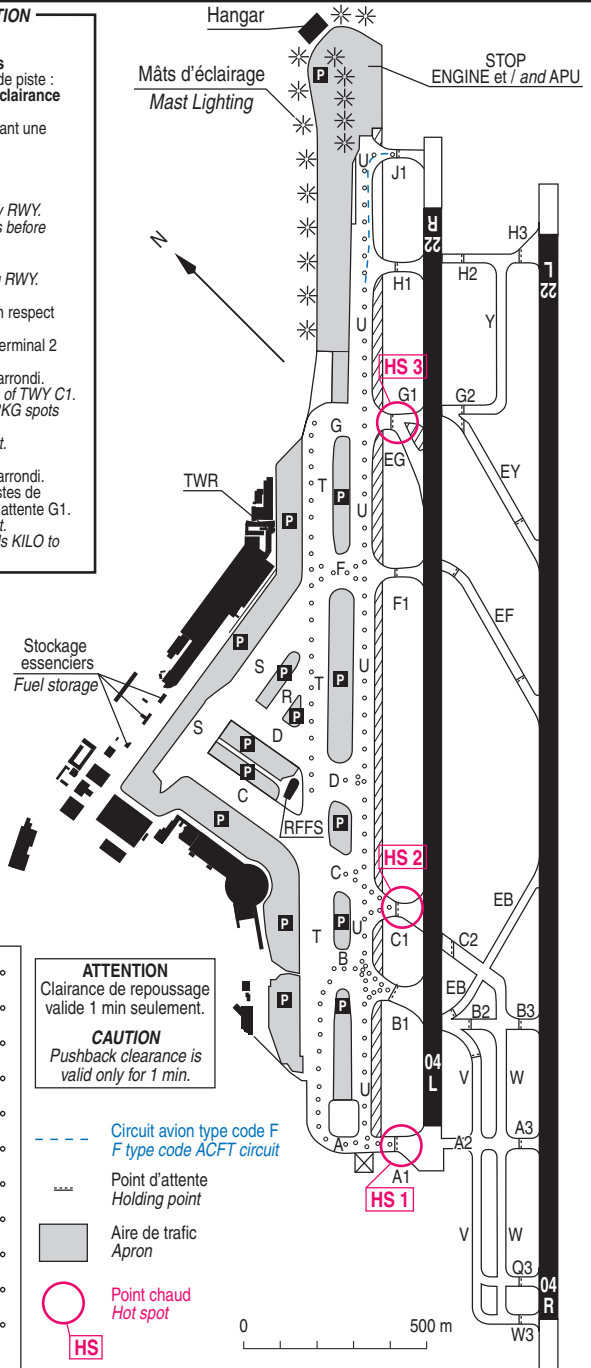 ION
s
de piste :
clairance
ant une
y RWY.
s before
RWY.
n respect
erminal 2
arrondi.
of TWY C1.
PKG spots
t.
arrondi.
stes de
attente G1.
t.
ls KILO to
Hangar
Mâts d'éclairage
Mast Lighting
STOP
ENGINE et / and APU
N
P
U
J1
22
R
H3
22
L
H1
H2
Y
U
HS 3
G1
G2
G
EG
EY
TWR
T
P
P
U
F
F1
EF
Stockage
essenciers
Fuel storage
P
S
P
R
P
T
P
U
S
D
P
P
C
D
RFFS
P
P
HS 2
C
EB
P
P
T
U
C1
C2
B
EB
P
P
B1
B2
B3
U
04
L
V
W
A
A1
A2
A3
HS 1
V
W
Q3
04
R
W3
ATTENTION
Clairance de repoussage
valide 1 min seulement.
CAUTION
Pushback clearance is
valid only for 1 min.
Circuit avion type code F
F type code ACFT circuit
Point d'attente
Holding point
Aire de trafic
Apron
Point chaud
Hot spot
HS
0
500 m